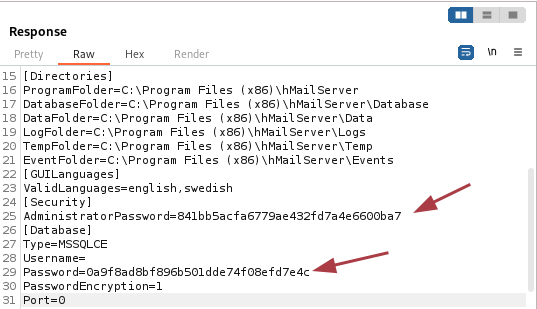 Response
Pretty Raw Hex Render \n
15 [Directories]
16 ProgramFolder=C:\Program Files (x86)\hMailServer
17 DatabaseFolder=C:\Program Files (x86)\hMailServer\Database
18 DataFolder=C:\Program Files (x86)\hMailServer\Data
19 LogFolder=C:\Program Files (x86)\hMailServer\Logs
20 TempFolder=C:\Program Files (x86)\hMailServer\Temp
21 EventFolder=C:\Program Files (x86)\hMailServer\Events
22 [GUILanguages]
23 ValidLanguages=english,swedish
24 [Security]
25 AdministratorPassword=841bb5acfa6779ae432fd7a4e6600ba7
26 [Database]
27 Type=MSSQLCE
28 Username=
29 Password=0a9f8ad8bf896b501dde74f08efd7e4c
30 PasswordEncryption=1
31 Port=0